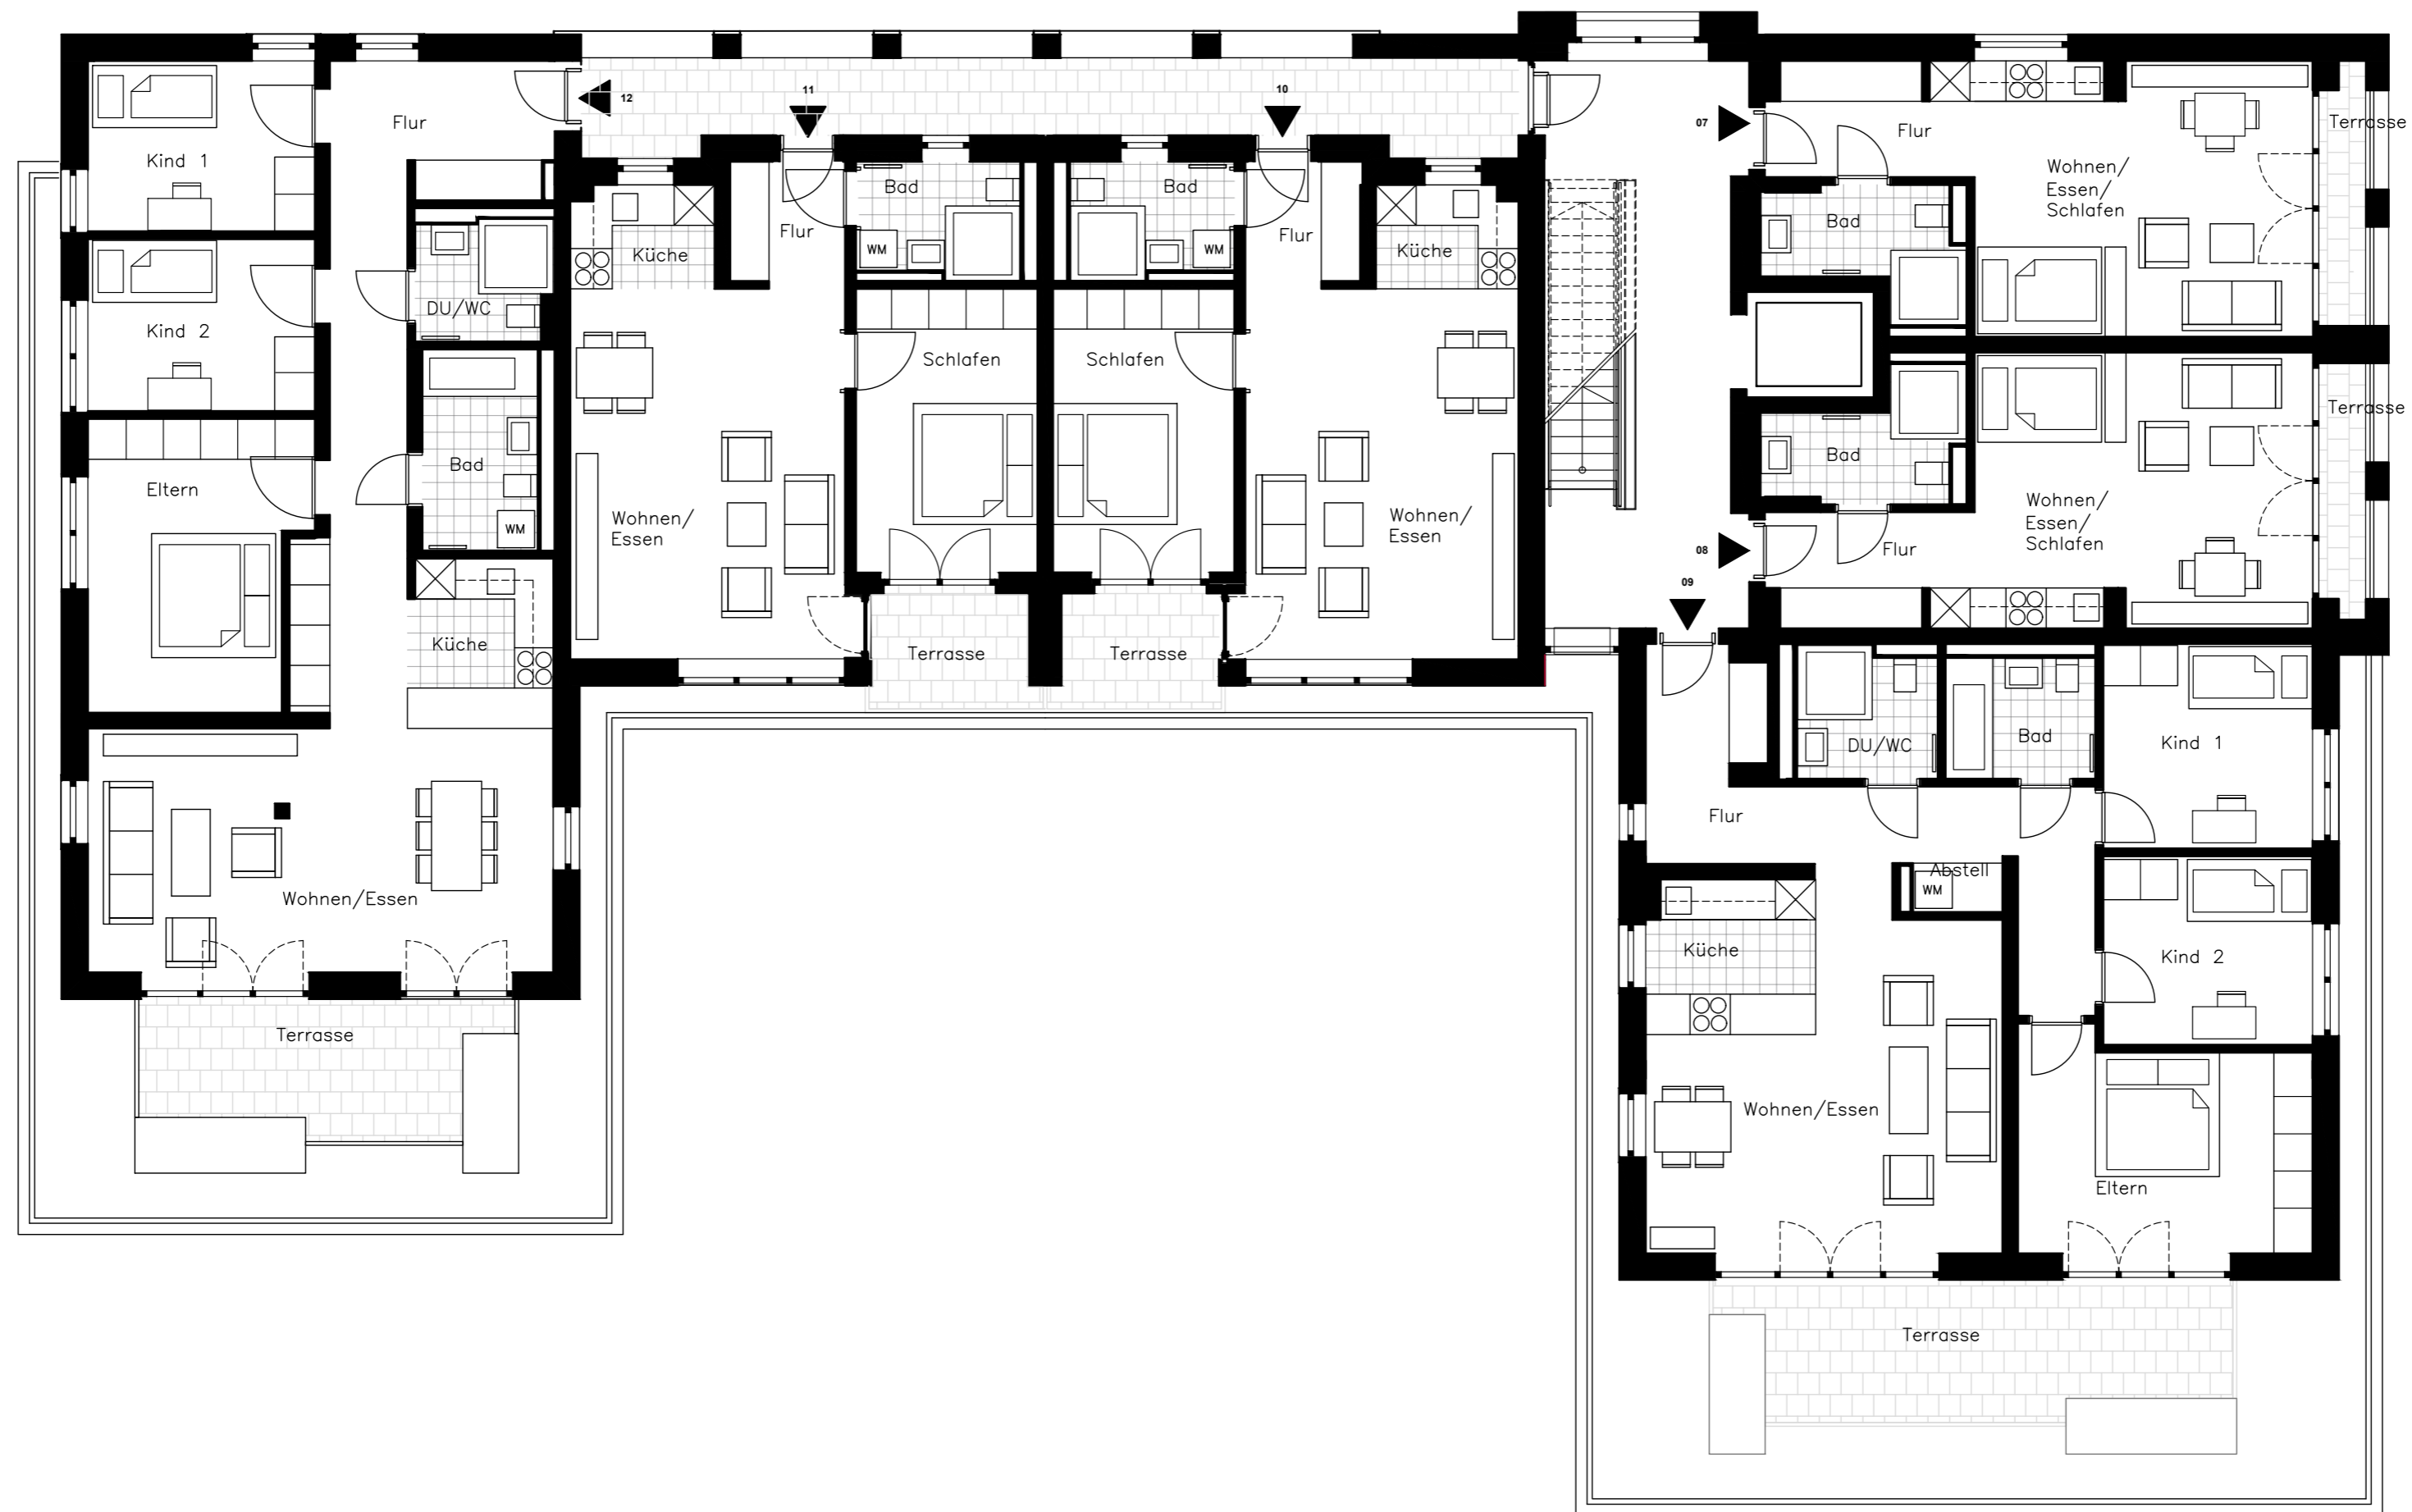 12
11
10
07
Flur
Kind 1
Kind 2
Eltern
DU/WC
Bad
WM
Küche
Wohnen/Essen
Terrasse
Küche
Flur
Bad
WM
Schlafen
Wohnen/
Essen
Terrasse
Bad
WM
Flur
Küche
Schlafen
Wohnen/
Essen
Terrasse
Flur
Bad
Wohnen/
Essen/
Schlafen
Terrasse
Terrasse
Bad
Wohnen/
Essen/
Schlafen
Flur
08
09
DU/WC
Bad
Kind 1
Flur
Abstell
WM
Küche
Kind 2
Wohnen/Essen
Eltern
Terrasse